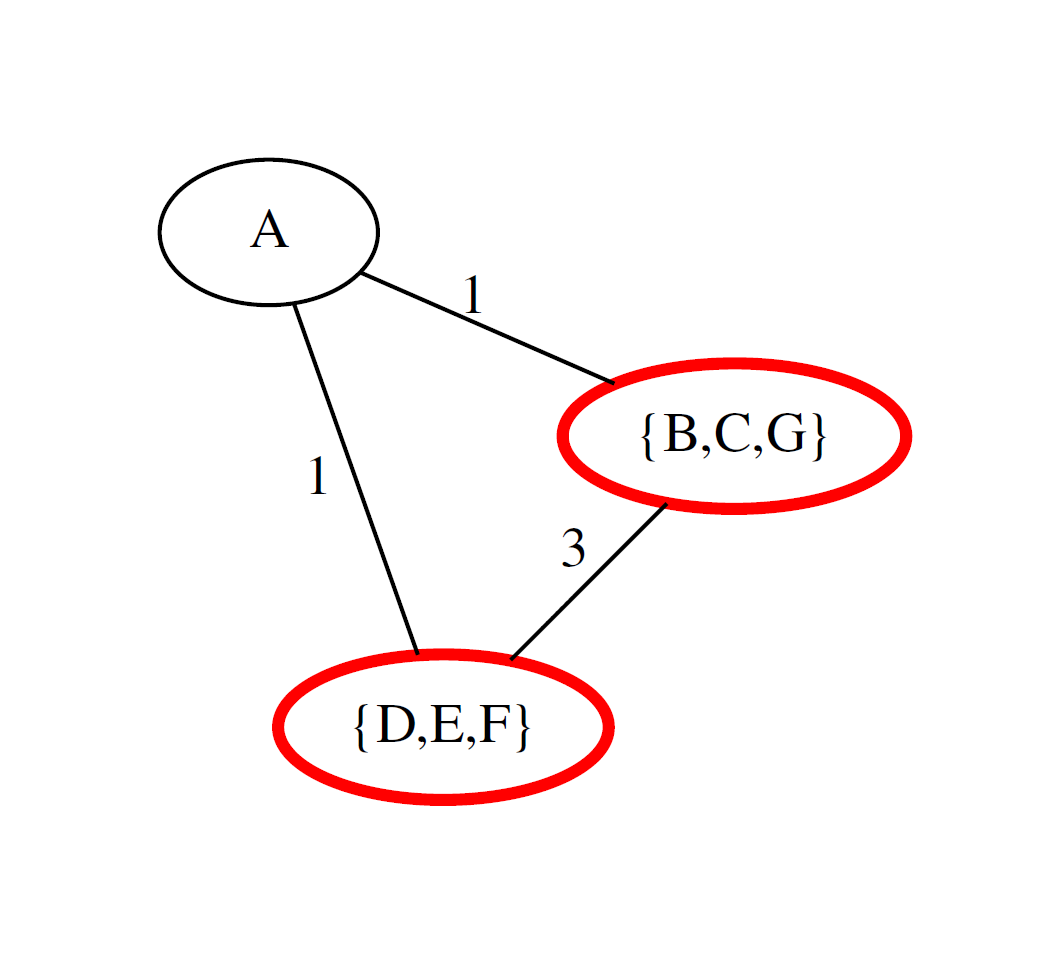 A
1
{B,C,G}
1
3
{D,E,F}